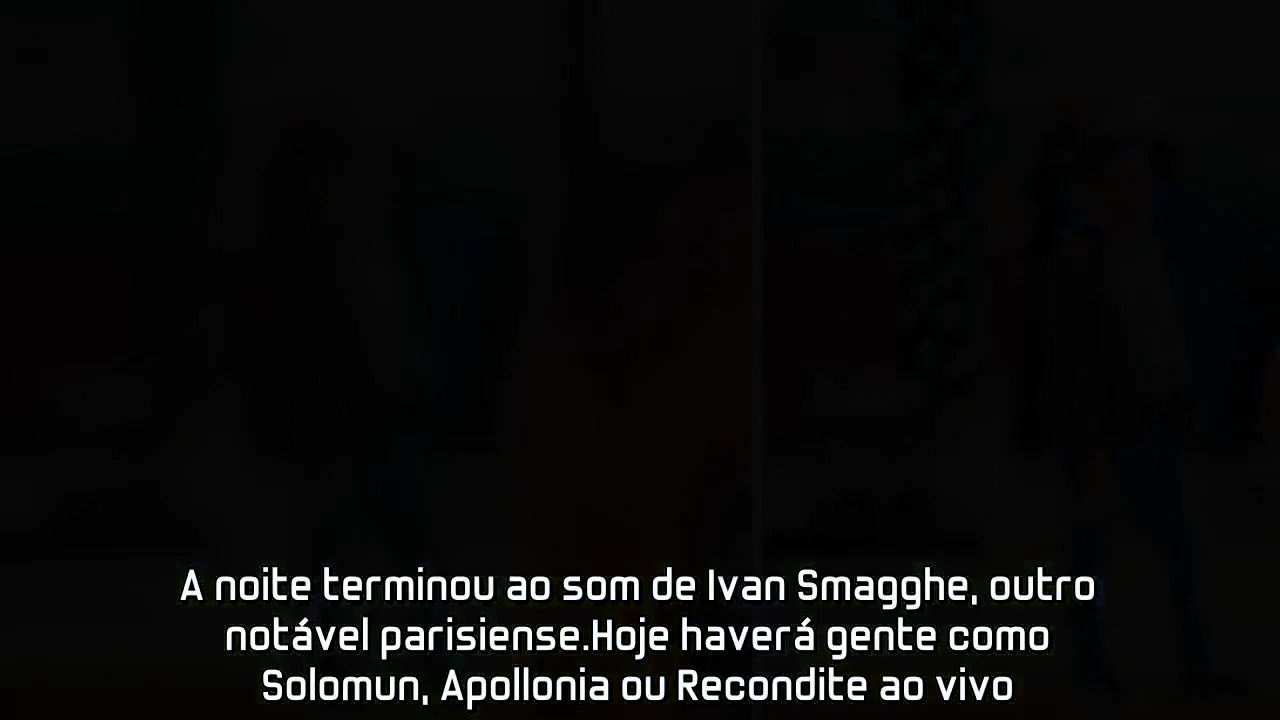 A noite terminou ao som de Ivan Smagghe, outro
notável parisiense.Hoje haverá gente como
Solomun, Apollonia ou Recondite ao vivo